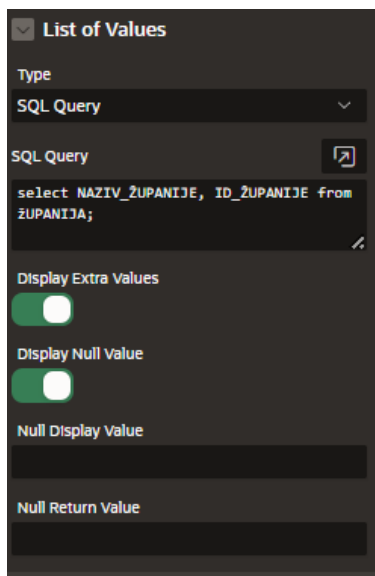 List of Values
Type
SQL Query
SQL Query
select NAZIV_ŽUPANIJE, ID_ŽUPANIJE from
žUPANIJA;
Display Extra Values
Display Null Value
Null Display Value
Null Return Value